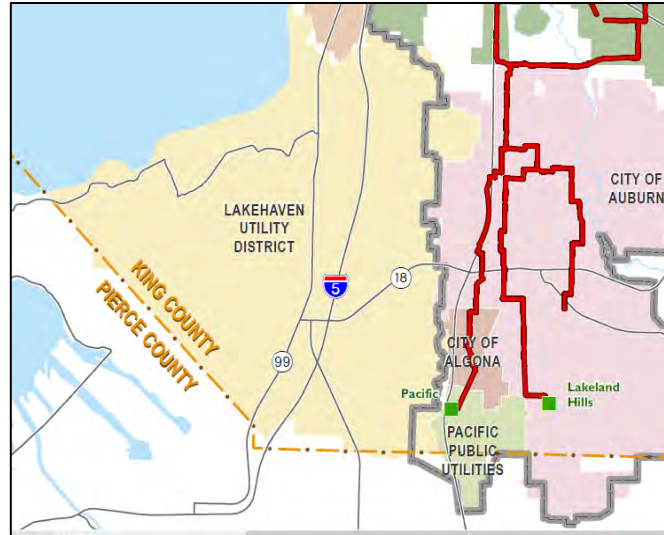 CITY OF
AUBURN
LAKEHAVEN
UTILITY
DISTRICT
18
5
KING COUNTY
PIERCE COUNTY
CITY OF
ALGONA
99
Pacific
Lakeland
Hills
PACIFIC
PUBLIC
UTILITIES